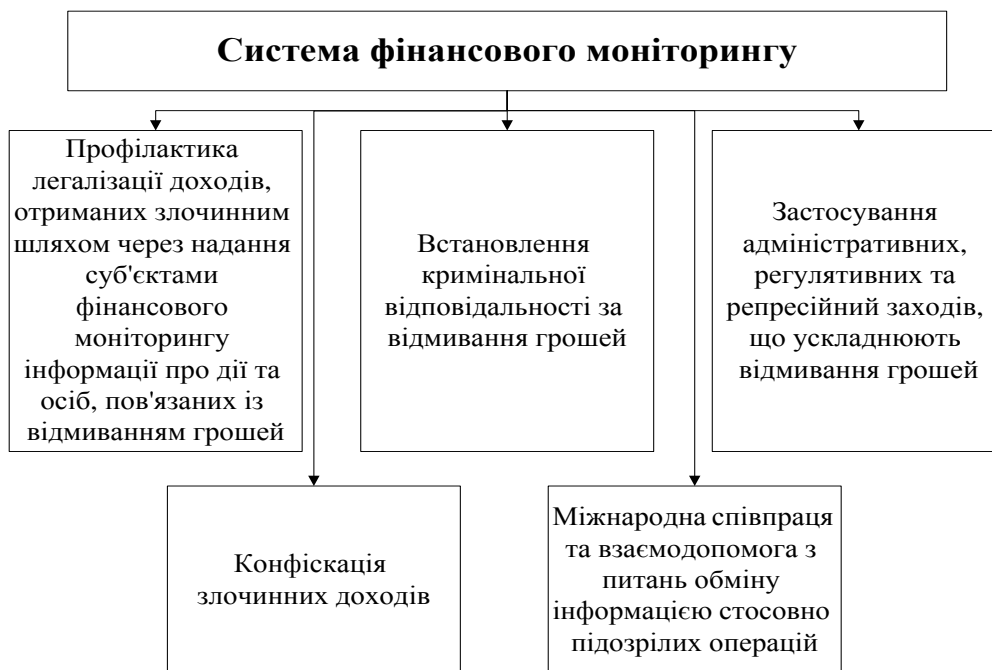 Система фінансового моніторингу
Профілактика
легалізації доходів,
отриманих злочинним
шляхом через надання
суб'єктами
фінансового
моніторингу
інформації про дії та
осіб, пов'язаних із
відмиванням грошей
Встановлення
кримінальної
відповідальності за
відмивання грошей
Застосування
адміністративних,
регулятивних та
репресійний заходів,
що ускладнюють
відмивання грошей
Конфіскація
злочинних доходів
Міжнародна співпраця
та взаємодопомога з
питань обміну
інформацією стосовно
підозрілих операцій